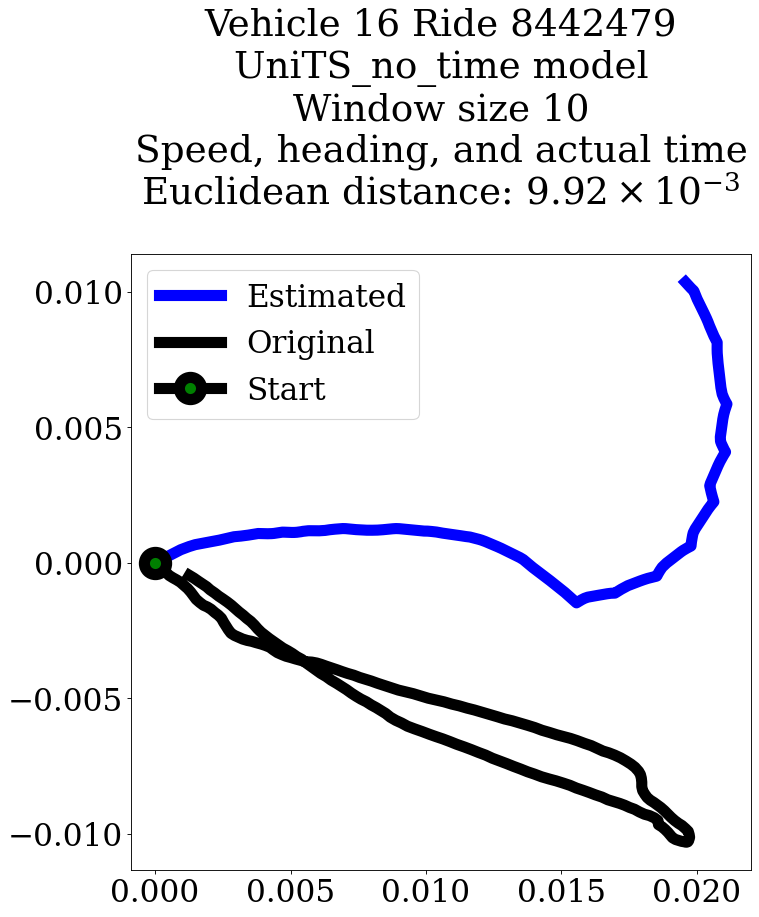 Vehicle 16 Ride 8442479
UniTS_no_time model
Window size 10
Speed, heading, and actual time
Euclidean distance: 9.92 × 10⁻³
Estimated
Original
Start
0.010
0.005
0.000
−0.005
−0.010
0.000 0.005 0.010 0.015 0.020